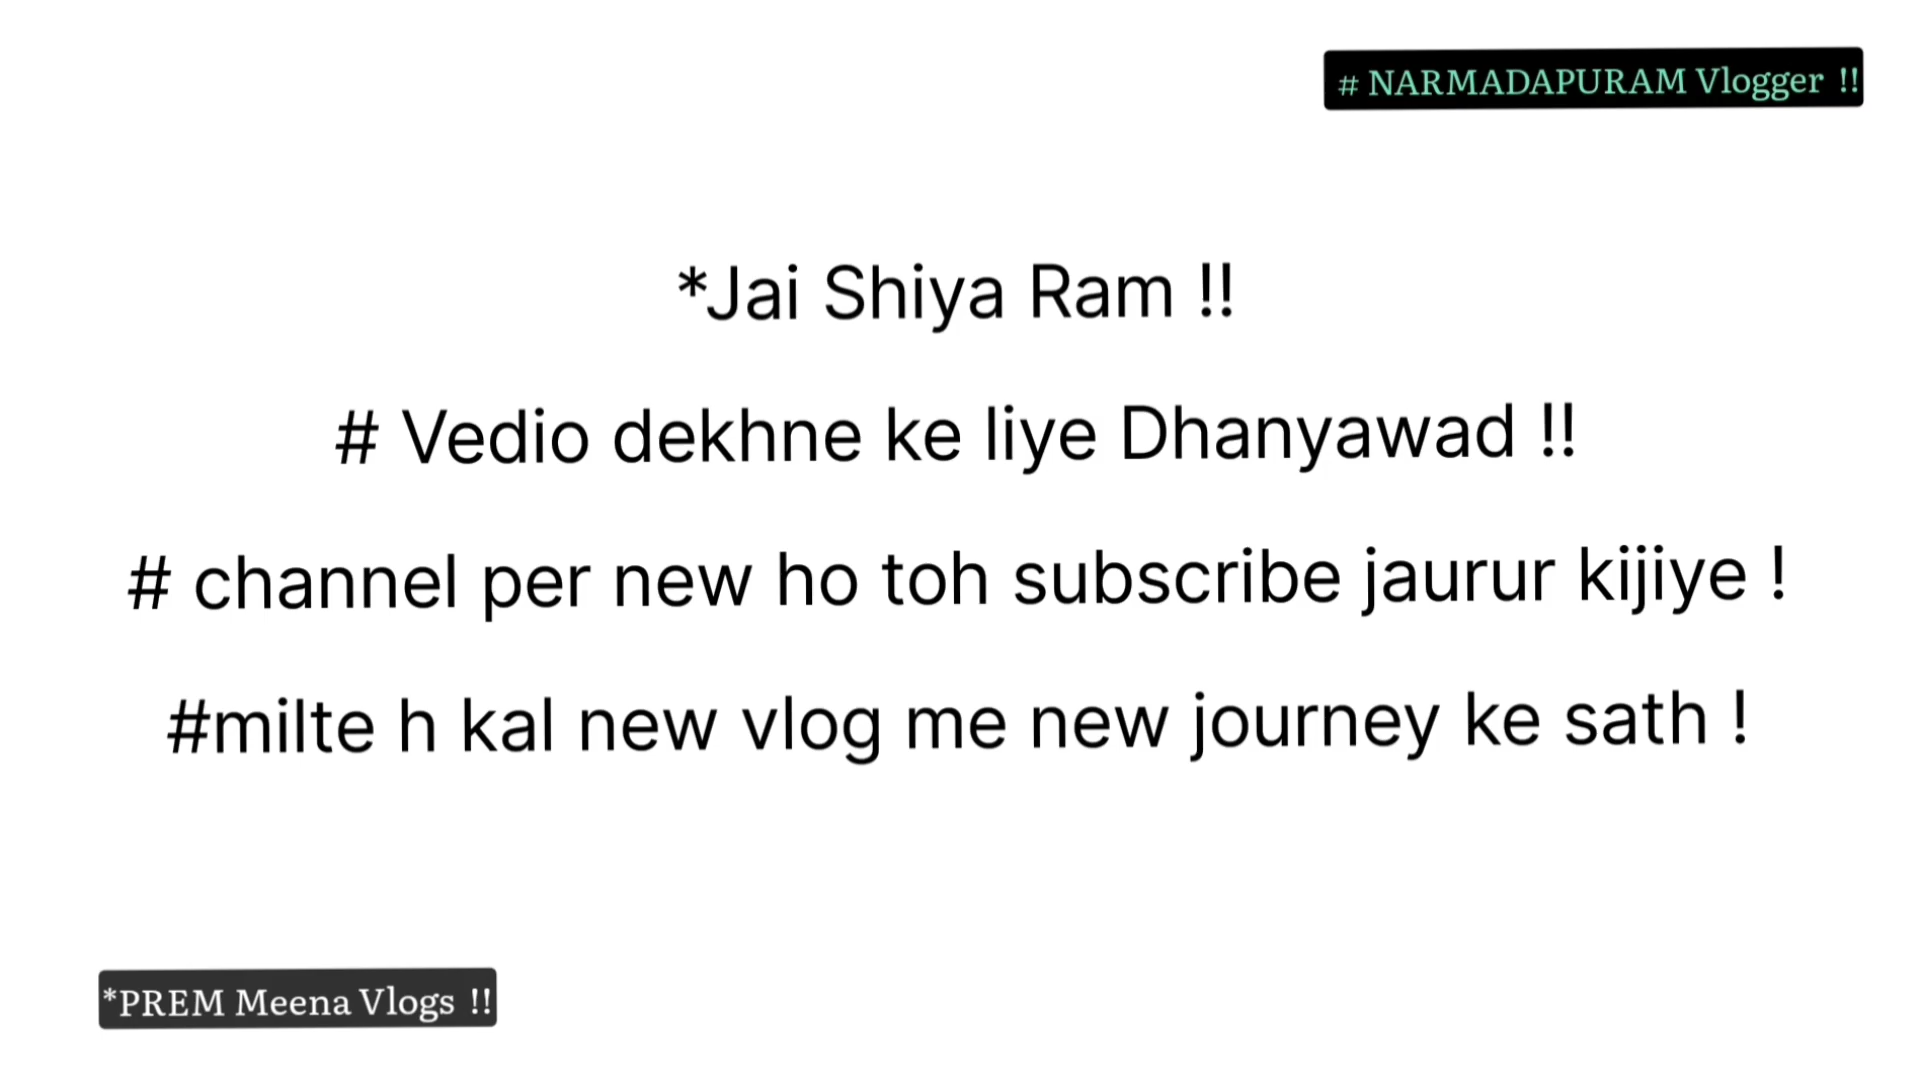 # NARMADAPURAM Vlogger !!
*Jai Shiya Ram !!
# Vedio dekhne ke liye Dhanyawad !!
# channel per new ho toh subscribe jaurur kijiye !
#milte h kal new vlog me new journey ke sath !
*PREM Meena Vlogs !!